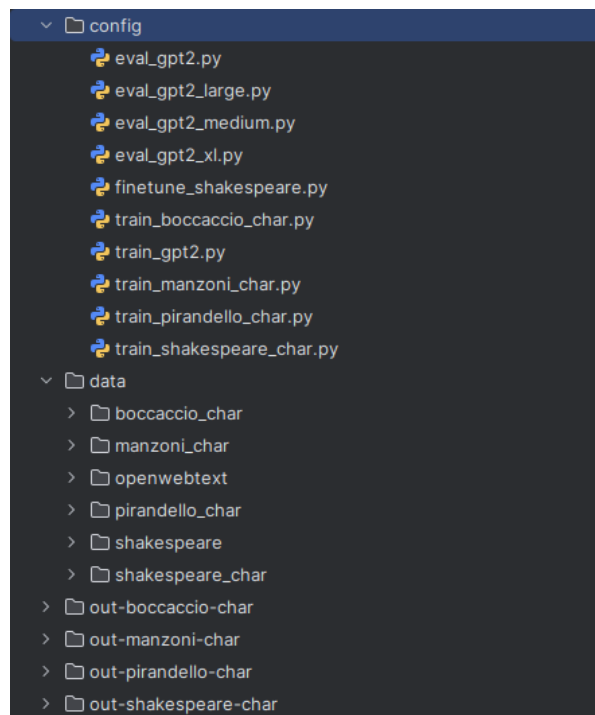 config
eval_gpt2.py
eval_gpt2_large.py
eval_gpt2_medium.py
eval_gpt2_xl.py
finetune_shakespeare.py
train_boccaccio_char.py
train_gpt2.py
train_manzoni_char.py
train_pirandello_char.py
train_shakespeare_char.py
data
boccaccio_char
manzoni_char
openwebtext
pirandello_char
shakespeare
shakespeare_char
out-boccaccio-char
out-manzoni-char
out-pirandello-char
out-shakespeare-char